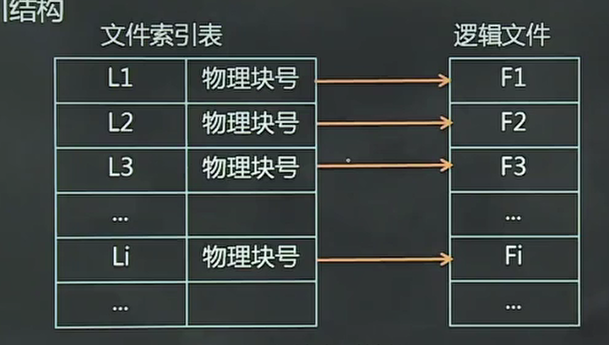 结构
文件索引表 逻辑文件
L1 物理块号 F1
L2 物理块号 F2
L3 物理块号 F3
... ...
Li 物理块号 Fi
... ...